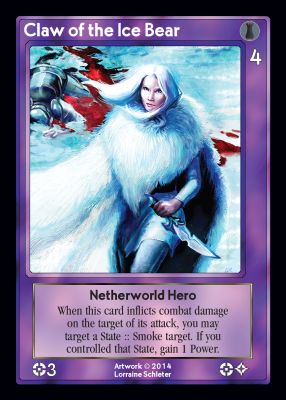 Claw of the Ice Bear
4
Netherworld Hero
When this card inflicts combat damage
on the target of its attack, you may
target a State :: Smoke target. If you
controlled that State, gain 1 Power.
3
Artwork © 2014
Lorraine Schleter